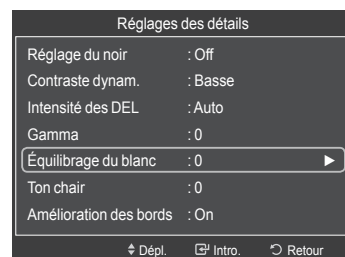 Réglages des détails
Réglage du noir : Off
Contraste dynam. : Basse
Intensité des DEL : Auto
Gamma : 0
Équilibrage du blanc : 0 ►
Ton chair : 0
Amélioration des bords : On
Dépl. Intro. Retour